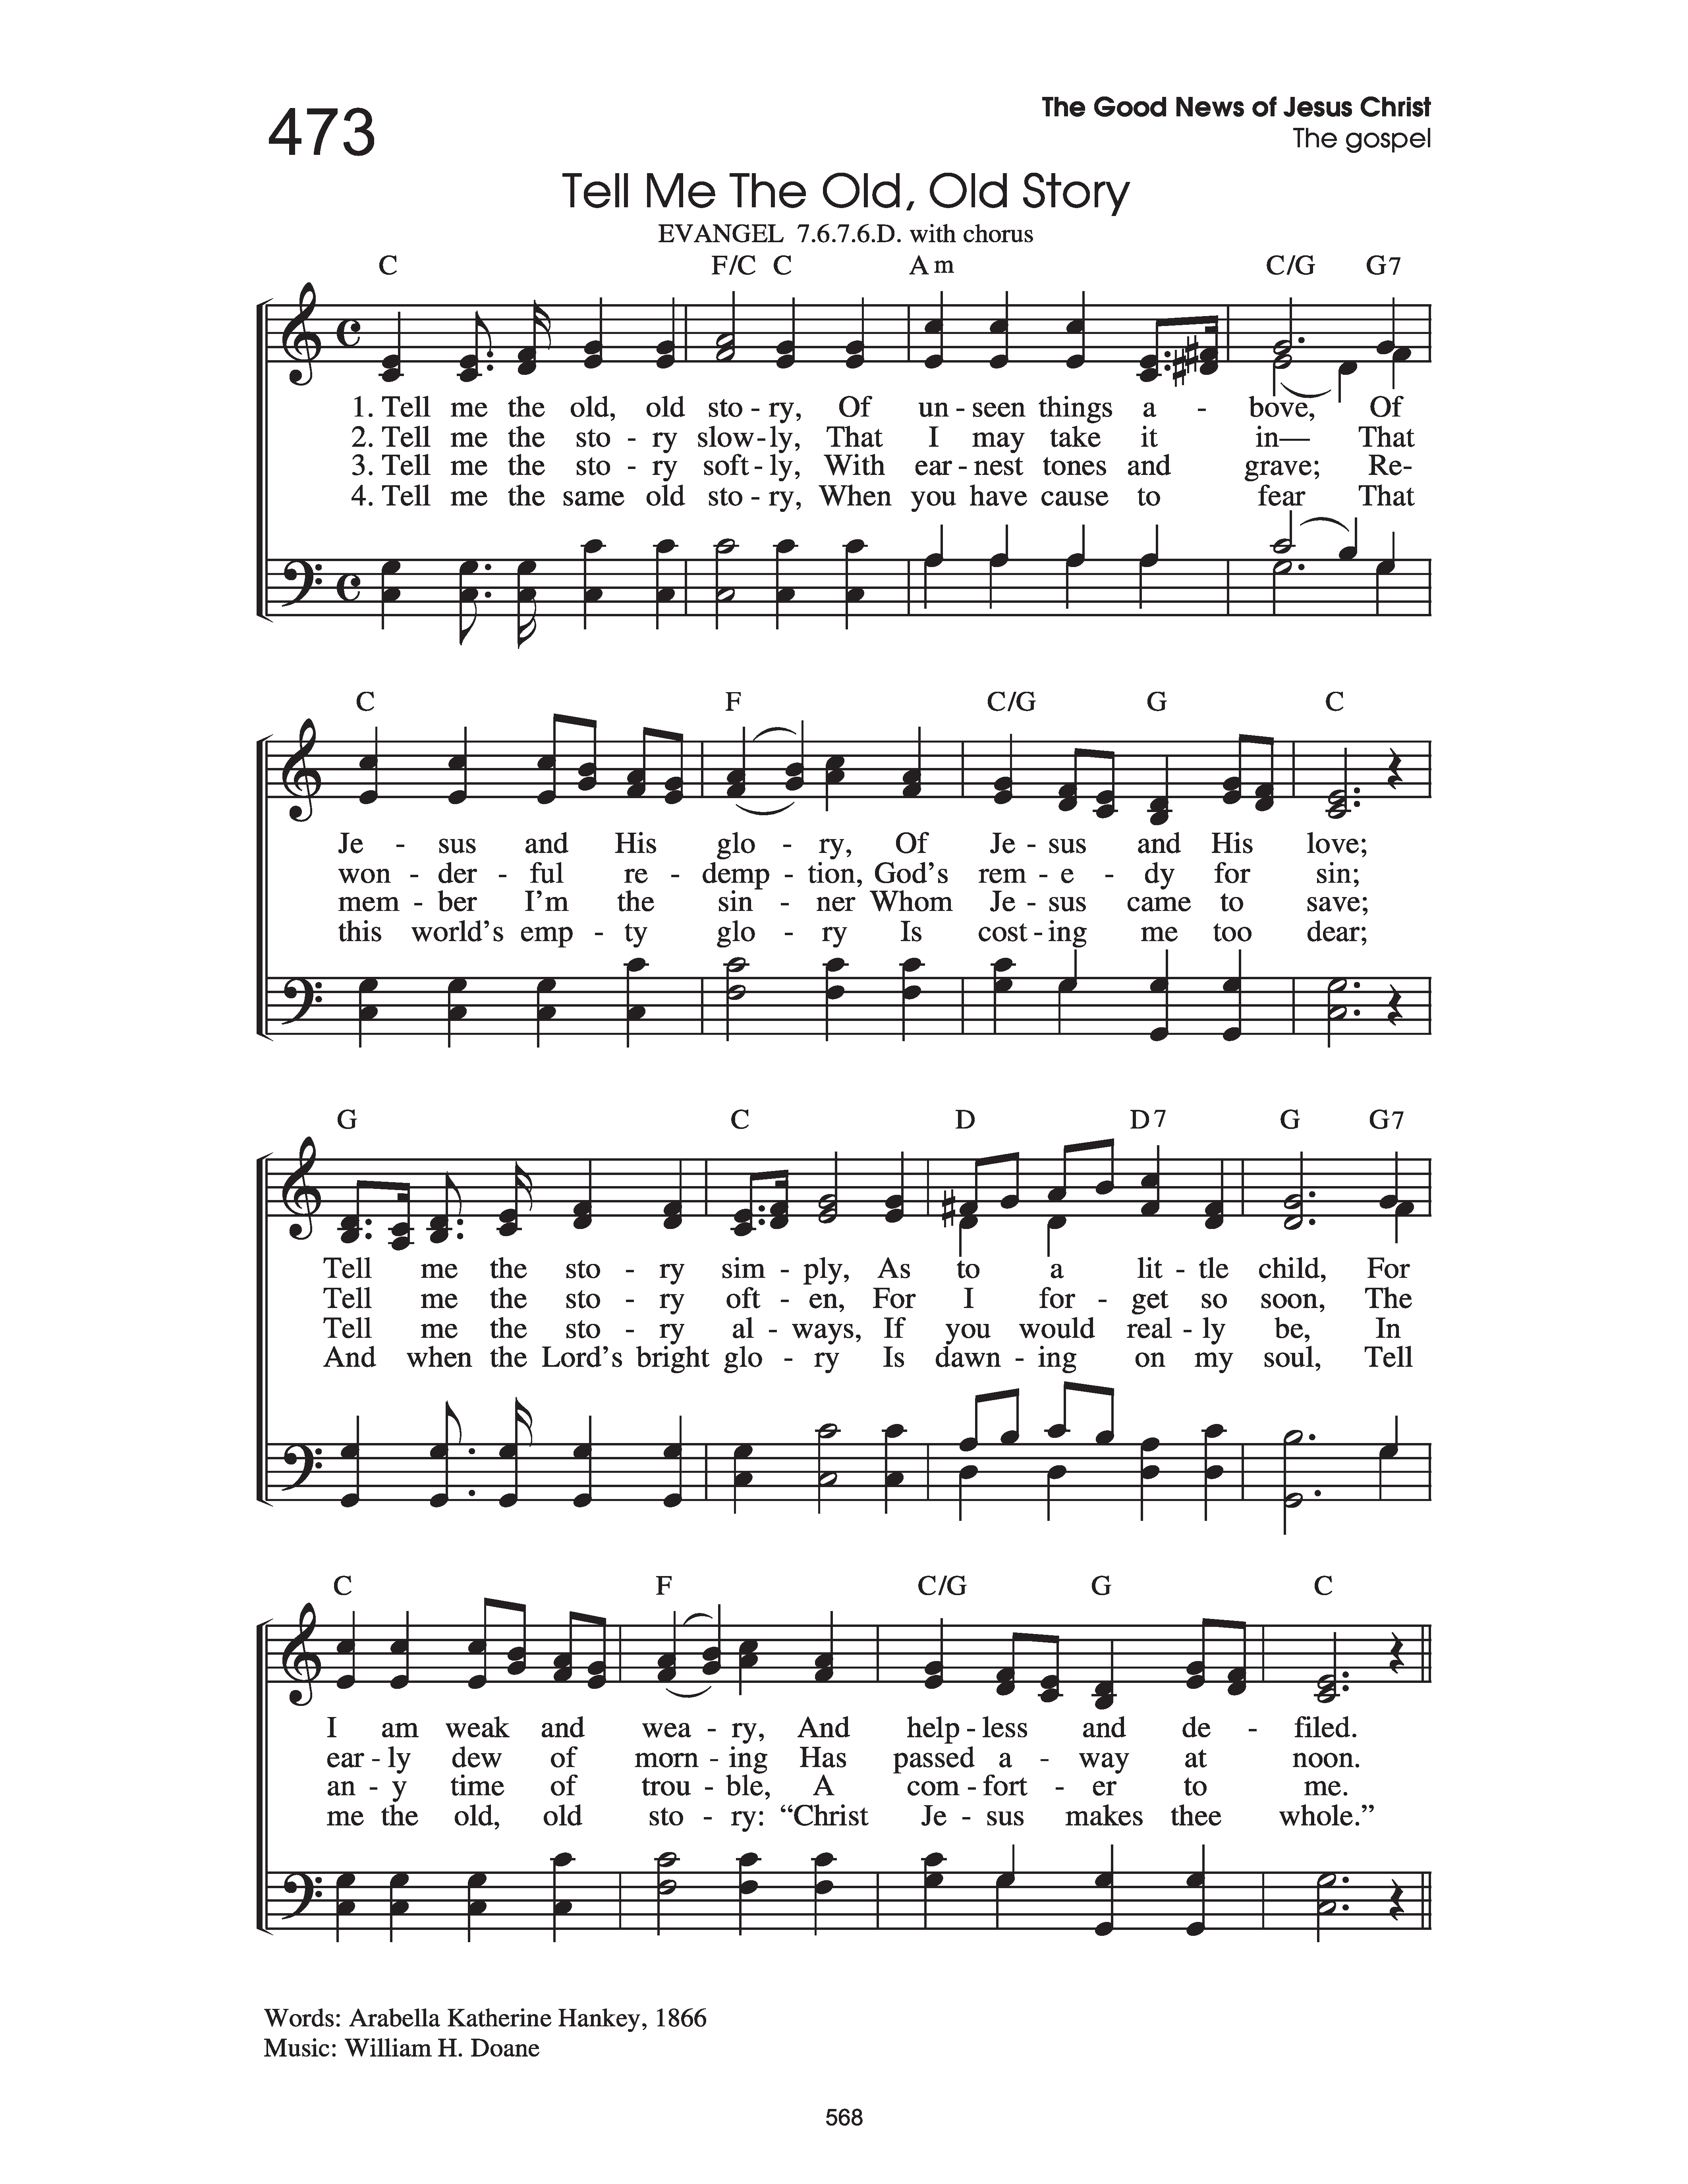 473
The Good News of Jesus Christ
The gospel
Tell Me The Old, Old Story
EVANGEL 7.6.7.6.D. with chorus
C F/C C Am C/G G7
1. Tell me the old, old sto - ry, Of un - seen things a - bove, Of
2. Tell me the sto - ry slow - ly, That I may take it in— That
3. Tell me the sto - ry soft - ly, With ear - nest tones and grave; Re-
4. Tell me the same old sto - ry, When you have cause to fear That
C F C/G G C
Je - sus and His glo - ry, Of Je - sus and His love;
won - der - ful re - demp - tion, God's rem - e - dy for sin;
mem - ber I'm the sin - ner Whom Je - sus came to save;
this world's emp - ty glo - ry Is cost - ing me too dear;
G C D D7 G G7
Tell me the sto - ry sim - ply, As to a lit - tle child, For
Tell me the sto - ry oft - en, For I for - get so soon, The
Tell me the sto - ry al - ways, If you would real - ly be, In
And when the Lord's bright glo - ry Is dawn - ing on my soul, Tell
C F C/G G C
I am weak and wea - ry, And help - less and de - filed.
ear - ly dew of morn - ing Has passed a - way at noon.
an - y time of trou - ble, A com - fort - er to me.
me the old, old sto - ry: “Christ Je - sus makes thee whole.”
Words: Arabella Katherine Hankey, 1866
Music: William H. Doane
568